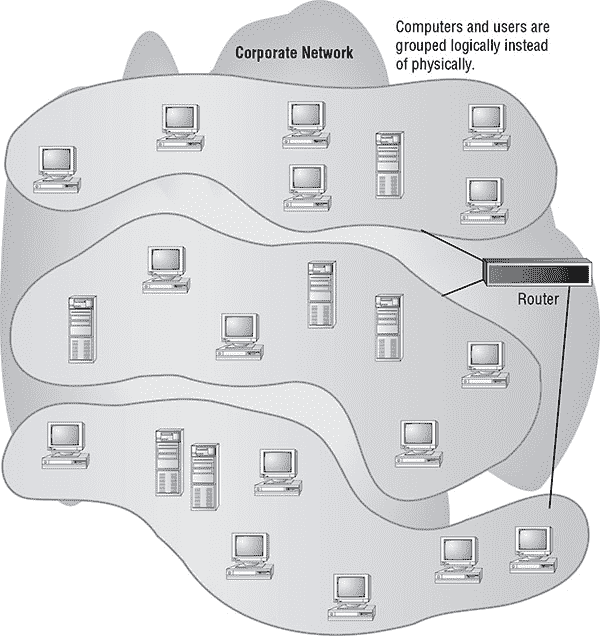 Computers and users are
grouped logically instead
of physically.
Corporate Network
Router